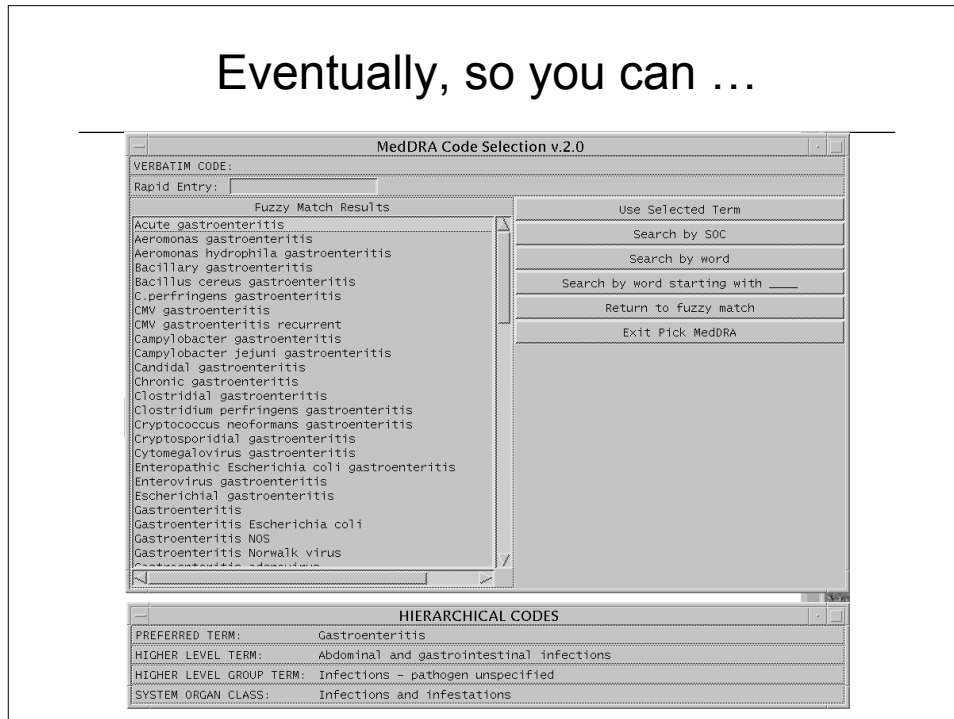 Eventually, so you can …
MedDRA Code Selection v.2.0
VERBATIM CODE:
Rapid Entry:
Fuzzy Match Results
Acute gastroenteritis
Aeromonas gastroenteritis
Aeromonas hydrophila gastroenteritis
Bacillary gastroenteritis
Bacillus cereus gastroenteritis
C.perfringens gastroenteritis
CMV gastroenteritis
CMV gastroenteritis recurrent
Campylobacter gastroenteritis
Campylobacter jejuni gastroenteritis
Candidal gastroenteritis
Chronic gastroenteritis
Clostridial gastroenteritis
Clostridium perfringens gastroenteritis
Cryptococcus neoformans gastroenteritis
Cryptosporidial gastroenteritis
Cytomegalovirus gastroenteritis
Enteropathic Escherichia coli gastroenteritis
Enterovirus gastroenteritis
Escherichial gastroenteritis
Gastroenteritis
Gastroenteritis Escherichia coli
Gastroenteritis NOS
Gastroenteritis Norwalk virus
Use Selected Term
Search by SOC
Search by word
Search by word starting with ____
Return to fuzzy match
Exit Pick MedDRA
HIERARCHICAL CODES
PREFERRED TERM: Gastroenteritis
HIGHER LEVEL TERM: Abdominal and gastrointestinal infections
HIGHER LEVEL GROUP TERM: Infections – pathogen unspecified
SYSTEM ORGAN CLASS: Infections and infestations